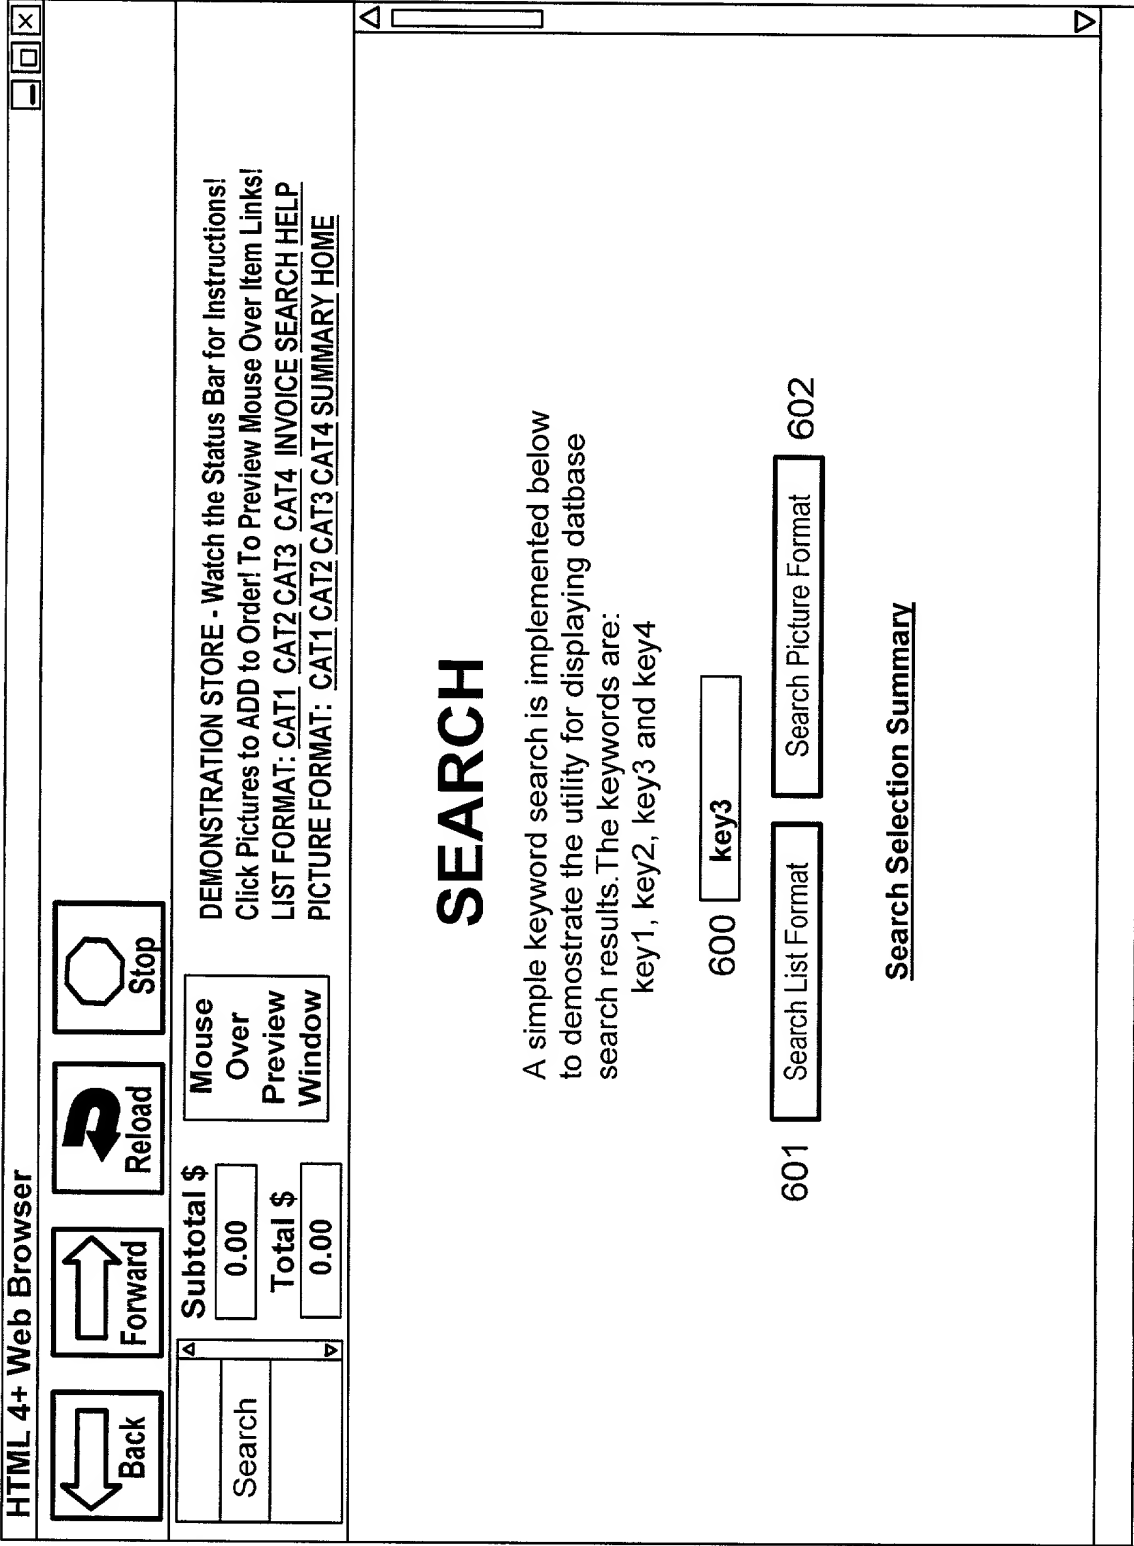 HTML 4+ Web Browser
Back
Forward
Reload
Stop
Search
Subtotal $
0.00
Total $
0.00
Mouse
Over
Preview
Window
DEMONSTRATION STORE - Watch the Status Bar for Instructions!
Click Pictures to ADD to Order! To Preview Mouse Over Item Links!
LIST FORMAT: CAT1 CAT2 CAT3 CAT4 INVOICE SEARCH HELP
PICTURE FORMAT: CAT1 CAT2 CAT3 CAT4 SUMMARY HOME
SEARCH
A simple keyword search is implemented below
to demostrate the utility for displaying datbase
search results. The keywords are:
key1, key2, key3 and key4
600 key3
601 Search List Format Search Picture Format 602
Search Selection Summary